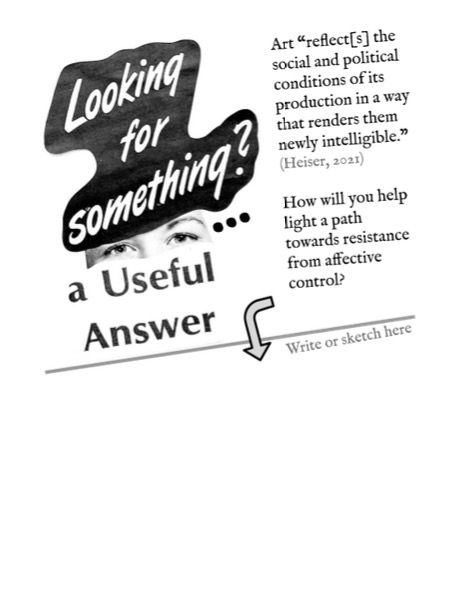 Looking
for
something?
...
a Useful
Answer
Art “reflect[s] the
social and political
conditions of its
production in a way
that renders them
newly intelligible.”
(Heiser, 2021)
How will you help
light a path
towards resistance
from affective
control?
Write or sketch here